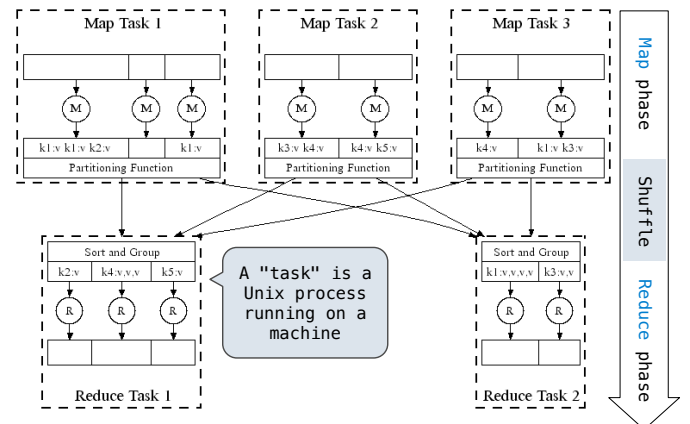 Map Task 1
Map Task 2
Map Task 3
M
M
M
M
M
M
M
k1:v k1:v k2:v
k1:v
k3:v k4:v
k4:v k5:v
k4:v
k1:v k3:v
Partitioning Function
Partitioning Function
Partitioning Function
Sort and Group
k2:v
k4:v,v,v
k5:v
R
R
R
Reduce Task 1
A "task" is a
Unix process
running on a
machine
Sort and Group
k1:v,v,v,v
k3:v,v
R
R
Reduce Task 2
Map phase
Shuffle
Reduce phase